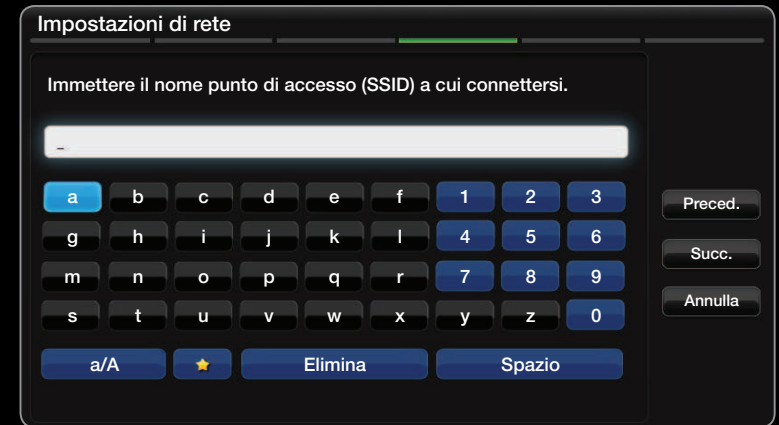 Impostazioni di rete
Immettere il nome punto di accesso (SSID) a cui connettersi.
_
a b c d e f 1 2 3
Preced.
g h i j k l 4 5 6
Succ.
m n o p q r 7 8 9
Annulla
s t u v w x y z 0
a/A Elimina Spazio